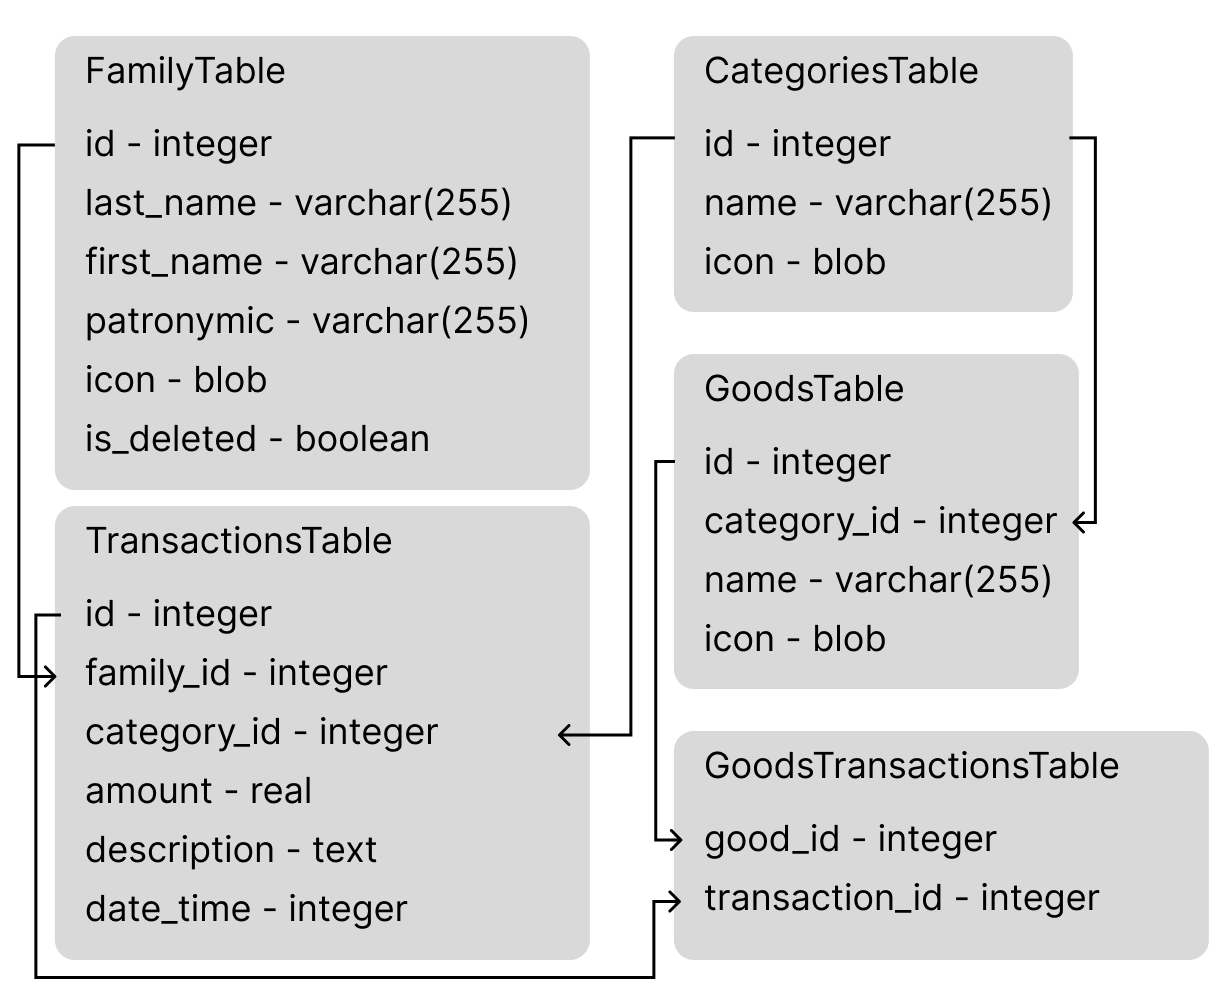 FamilyTable
id - integer
last_name - varchar(255)
first_name - varchar(255)
patronymic - varchar(255)
icon - blob
is_deleted - boolean
TransactionsTable
id - integer
family_id - integer
category_id - integer
amount - real
description - text
date_time - integer
CategoriesTable
id - integer
name - varchar(255)
icon - blob
GoodsTable
id - integer
category_id - integer
name - varchar(255)
icon - blob
GoodsTransactionsTable
good_id - integer
transaction_id - integer